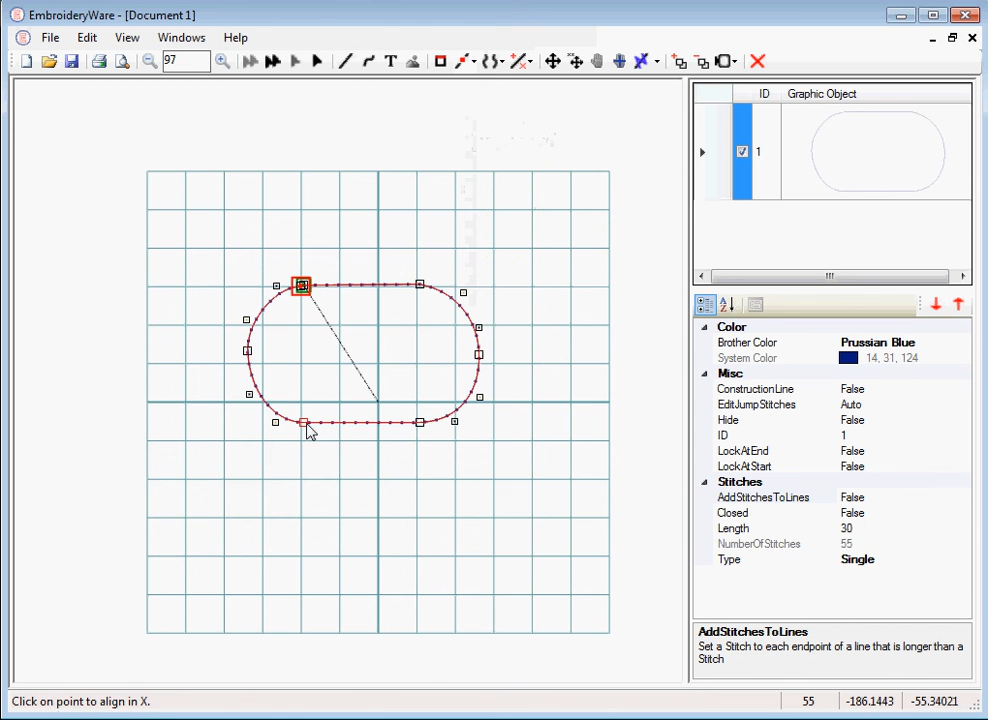 EmbroideryWare - [Document 1]
File Edit View Windows Help
97
T
ID Graphic Object
1
Color
Brother Color Prussian Blue
System Color 14, 31, 124
Misc
ConstructionLine False
EditJumpStitches Auto
Hide False
ID 1
LockAtEnd False
LockAtStart False
Stitches
AddStitchesToLines False
Closed False
Length 30
NumberOfStitches 55
Type Single
AddStitchesToLines
Set a Stitch to each endpoint of a line that is longer than a
Stitch
Click on point to align in X. 55 -186.1443 -55.34021